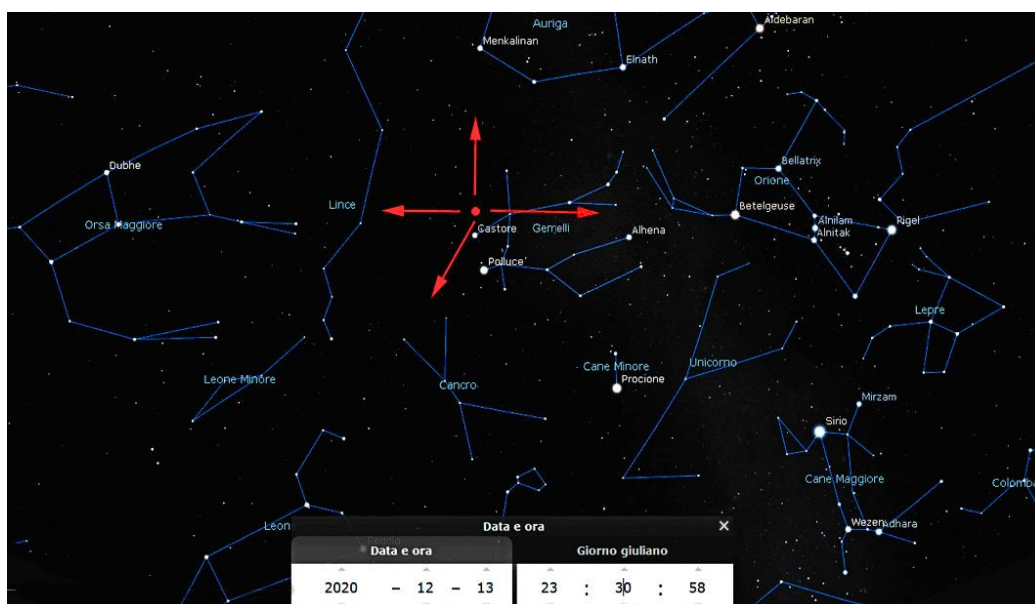 Aldebaran
Auriga
Menkalinan
Elnath
Dubhe
Bellatrix
Orione
Lince
Betelgeuse
Alnilam
Rigel
Orsa Maggiore
Castore
Gemelli
Alhena
Alnitak
Polluce
Lepre
Unicorno
Cane Minore
Leone Minore
Cancro
Procione
Mirzam
Sirio
Cane Maggiore
Colomba
Wezen
Adhara
Leon
Data e ora
×
Data e ora
Giorno giuliano
2020 - 12 - 13
23 : 30 : 58